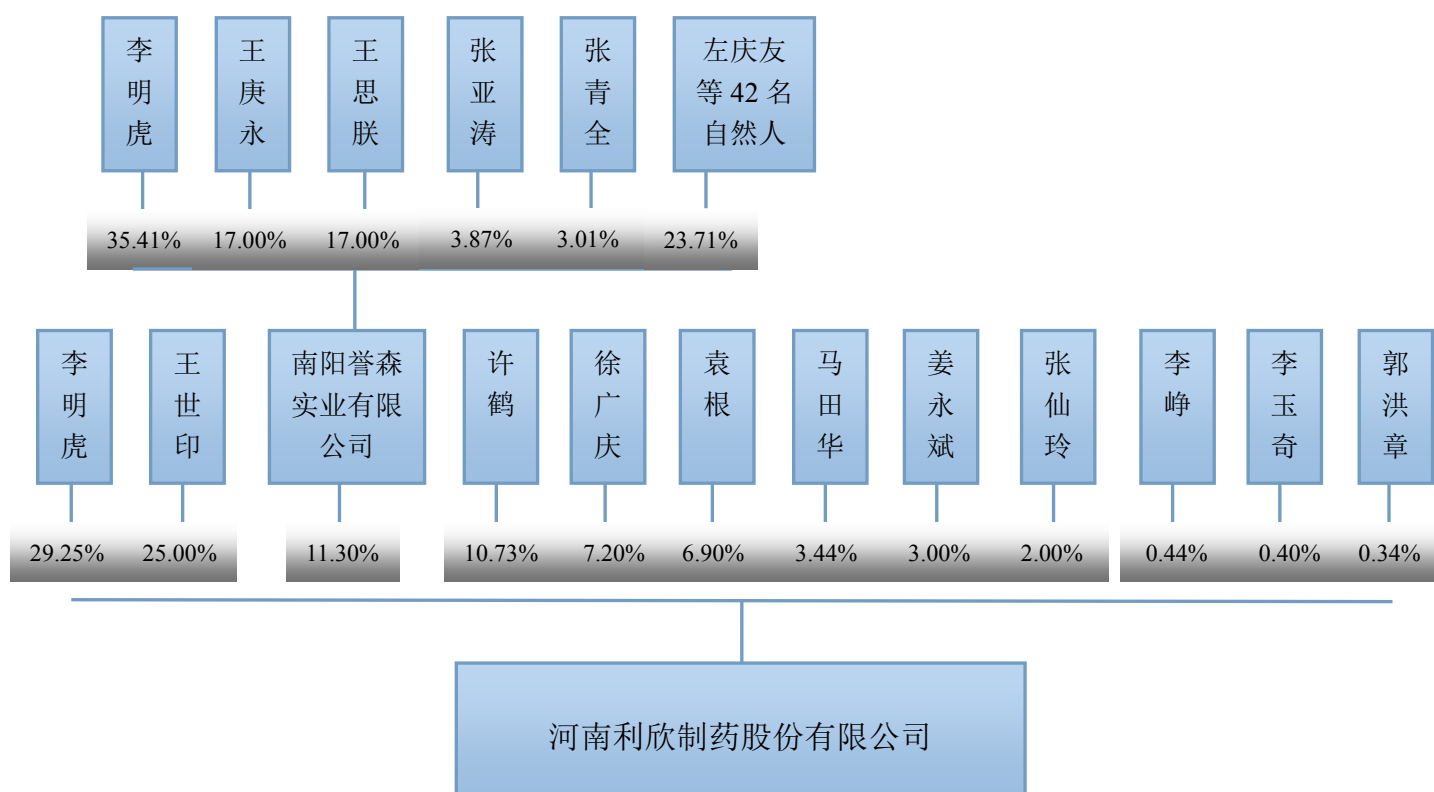 李明虎
王庚永
王思朕
张亚涛
张青全
左庆友
等 42 名
自然人
35.41%
17.00%
17.00%
3.87%
3.01%
23.71%
李明虎
王世印
南阳誉森
实业有限
公司
许鹤
徐广庆
袁根
马田华
姜永斌
张仙玲
李峥
李玉奇
郭洪章
29.25%
25.00%
11.30%
10.73%
7.20%
6.90%
3.44%
3.00%
2.00%
0.44%
0.40%
0.34%
河南利欣制药股份有限公司